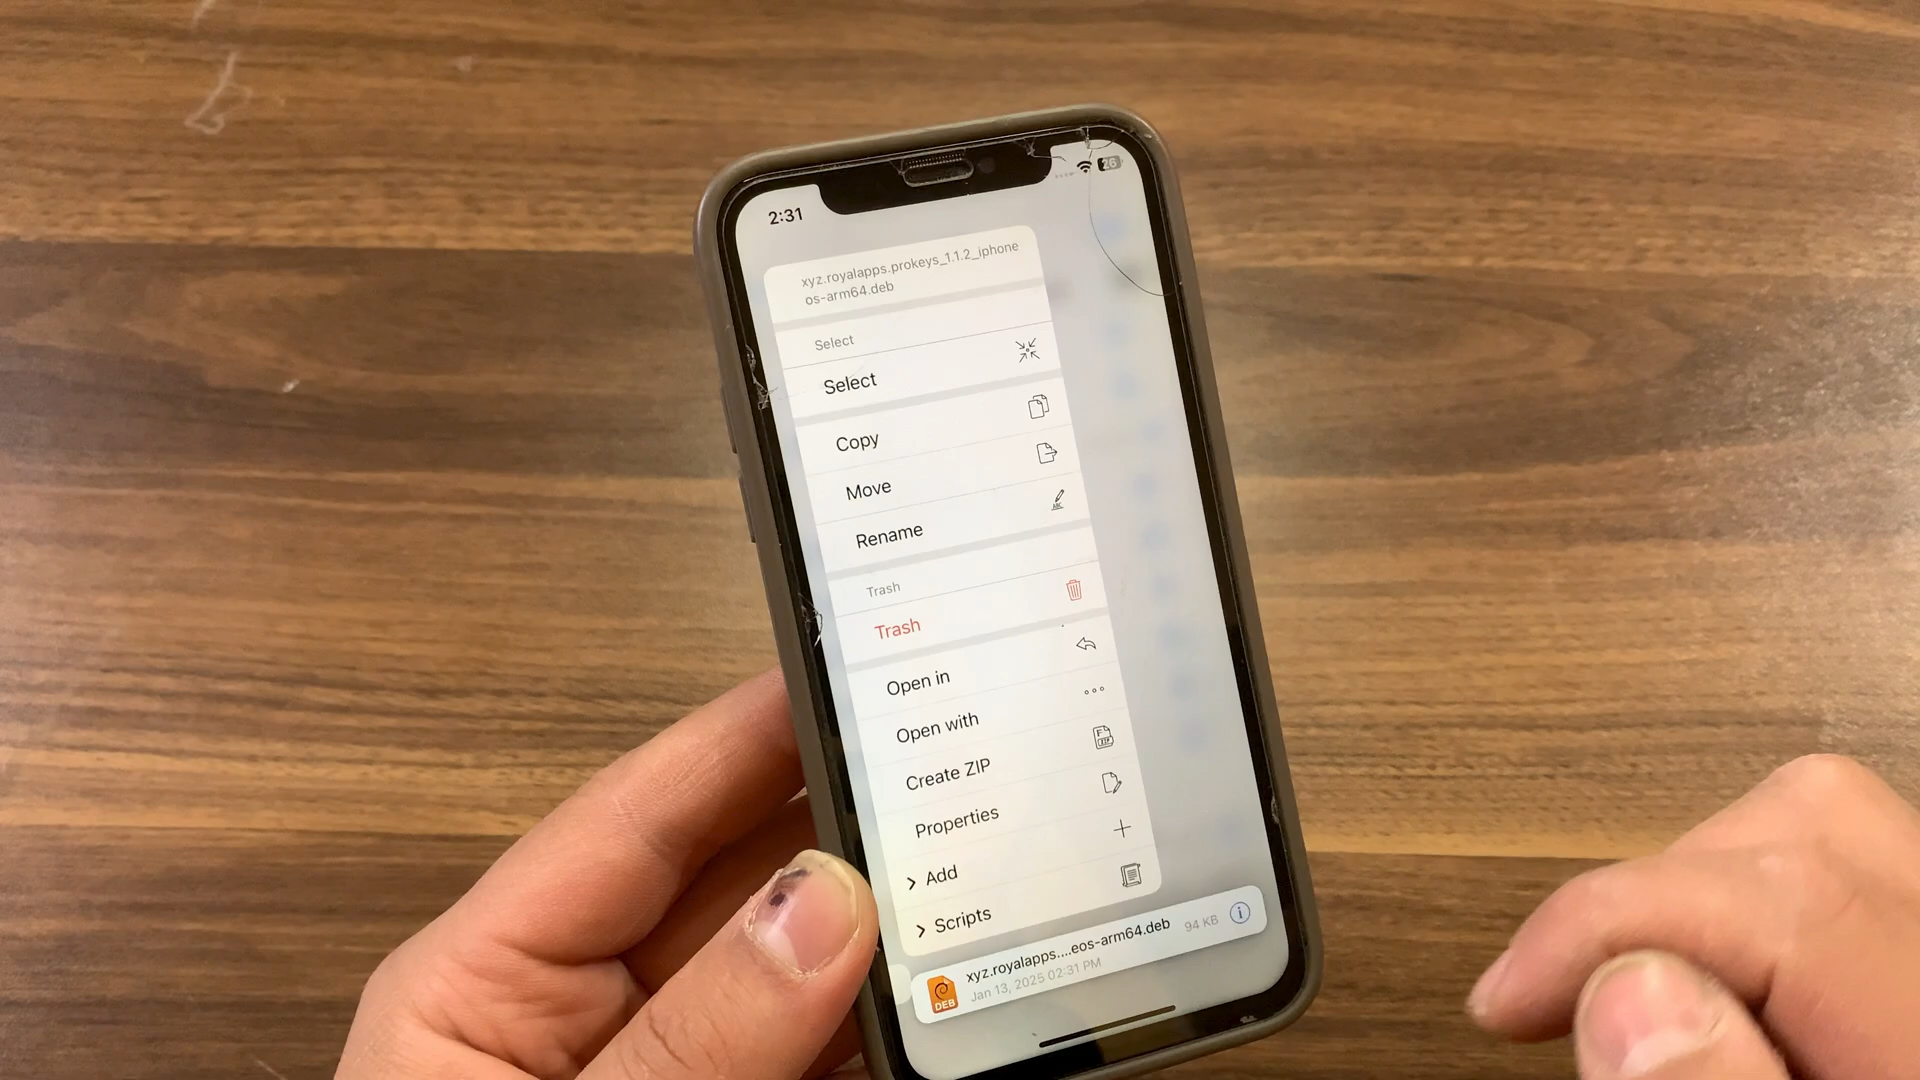 2:31
26
xyz.royalapps.prokeys_1.1.2_iphone
os-arm64.deb
Select
Select
Copy
Move
Rename
ABC
Trash
Trash
Open in
Open with
Create ZIP
ZIP
Properties
Add
Scripts
xyz.royalapps....eos-arm64.deb
94 KB
Jan 13, 2025 02:31 PM
DEB